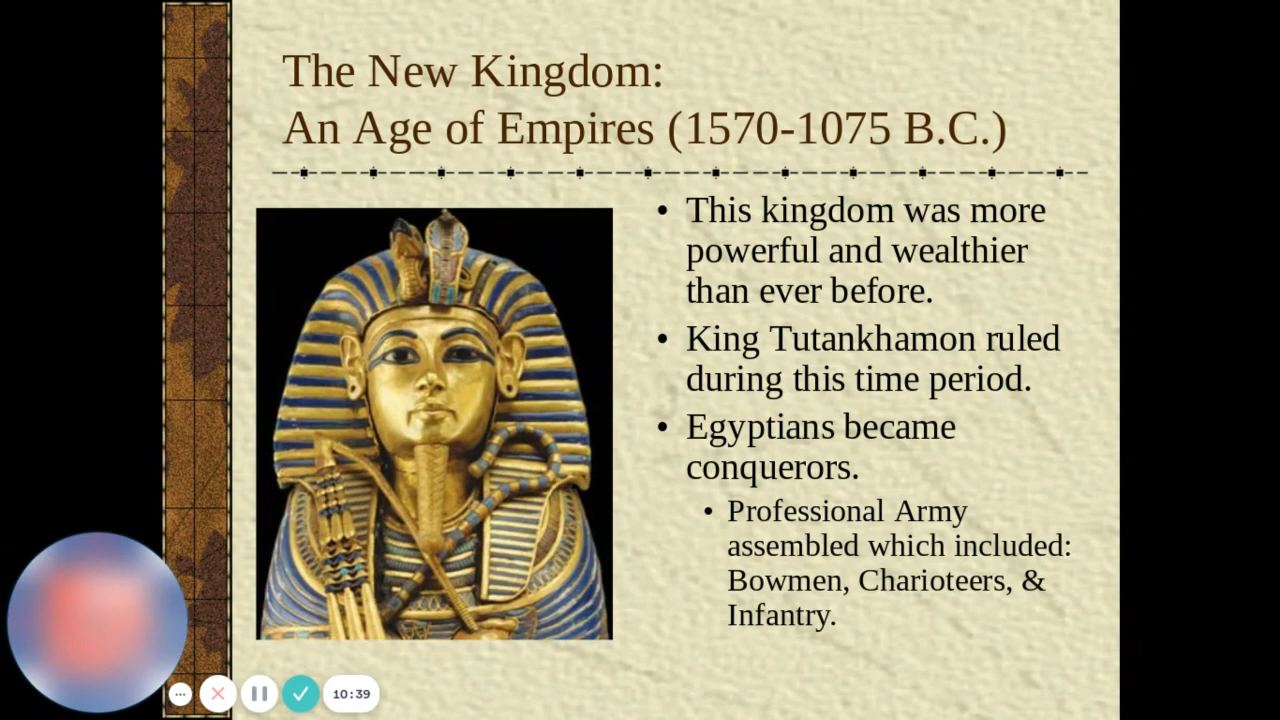 The New Kingdom:
An Age of Empires (1570-1075 B.C.)
• This kingdom was more
powerful and wealthier
than ever before.
• King Tutankhamon ruled
during this time period.
• Egyptians became
conquerors.
• Professional Army
assembled which included:
Bowmen, Charioteers, &
Infantry.
10:39